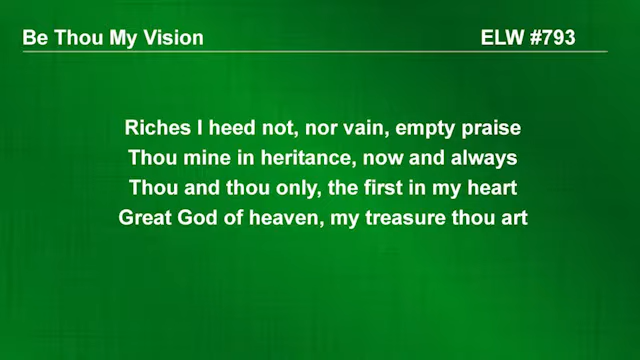 Be Thou My Vision ELW #793
Riches I heed not, nor vain, empty praise
Thou mine in heritance, now and always
Thou and thou only, the first in my heart
Great God of heaven, my treasure thou art